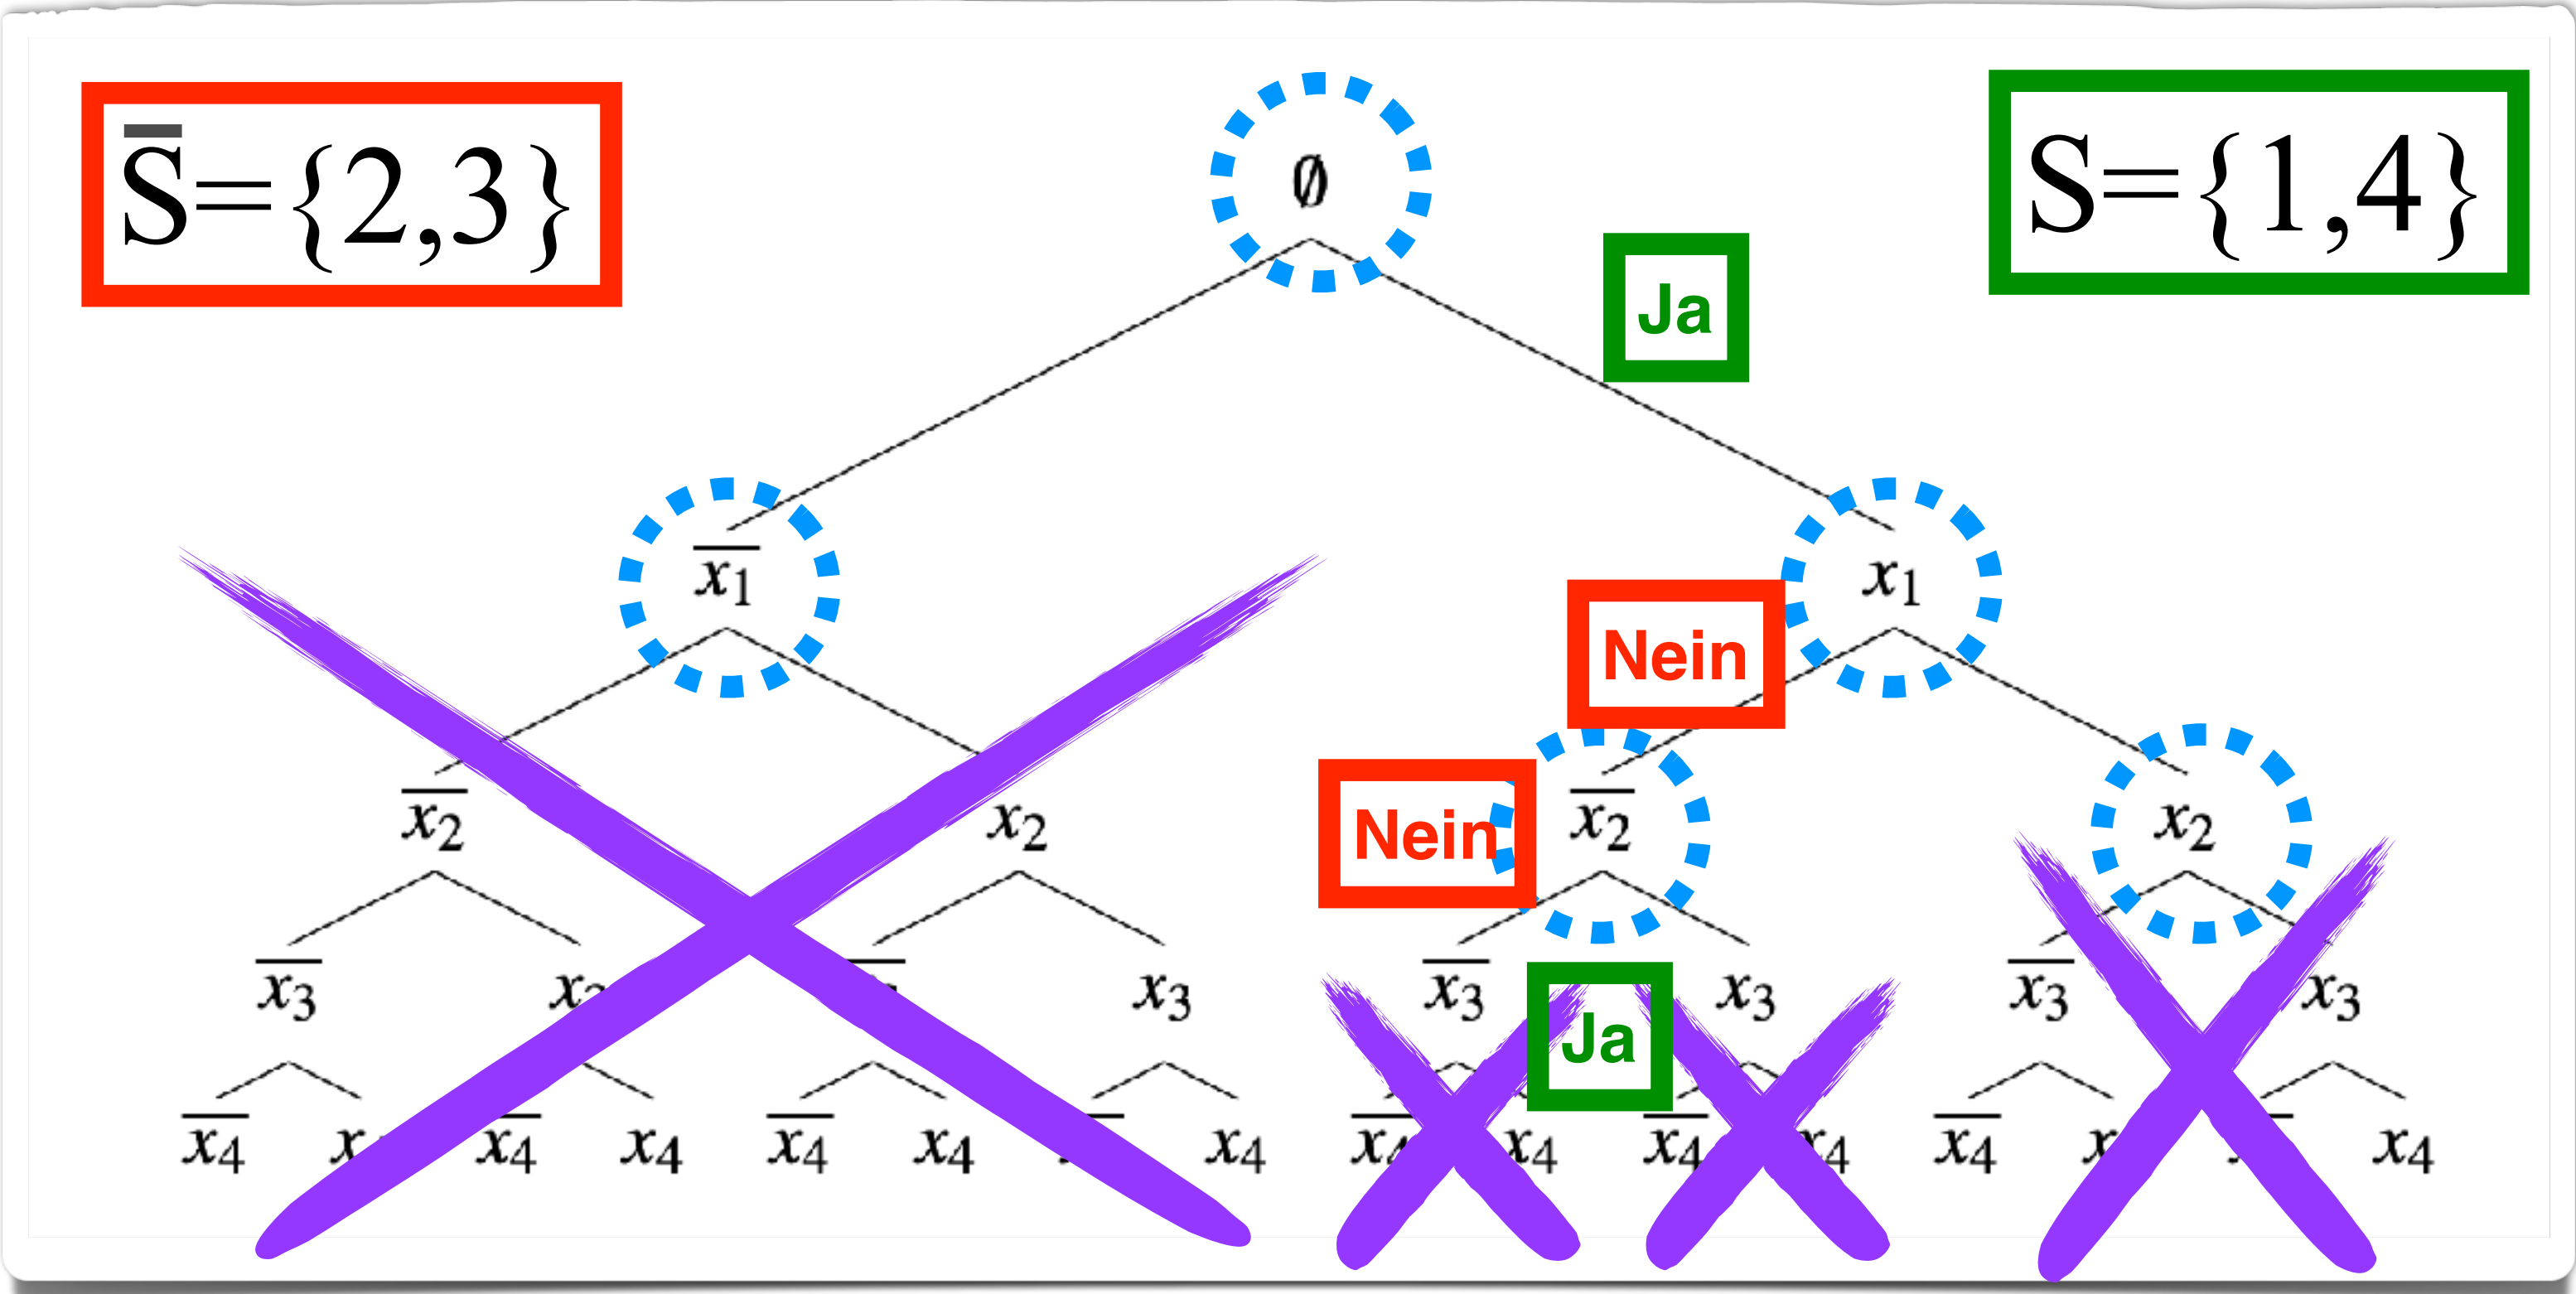 S̅={2,3}
∅
S={1,4}
Ja
x̅₁
x₁
Nein
Nein
x̅₂
x₂
x̅₂
x₂
x̅₃
x₃
x̅₃
x₃
x̅₃
x₃
Ja
x̅₄
x̅₄
x₄
x̅₄
x₄
x₄
x̅₄
x₄
x̅₄
x₄
x̅₄
x₄